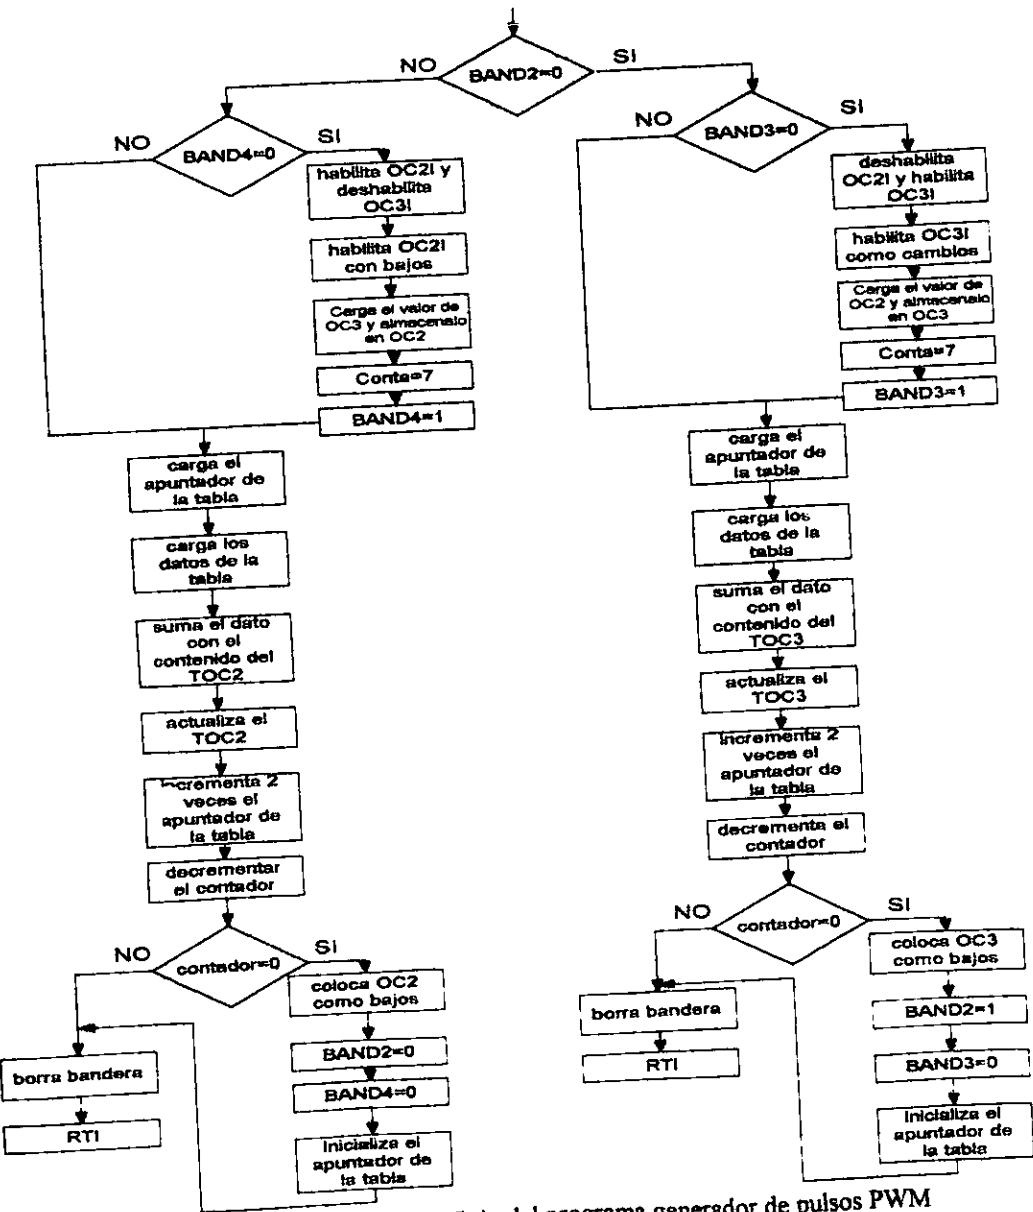 BAND2=0
NO
SI
BAND4=0
NO
SI
habilita OC2I y
deshabilita
OC3I
habilita OC2I
con bajos
Carga el valor de
OC3 y almacenalo
en OC2
Conta=7
BAND4=1
carga el
apuntador de
la tabla
carga los
datos de la
tabla
suma el dato
con el
contenido del
TOC2
actualiza el
TOC2
incrementa 2
veces el
apuntador de
la tabla
decrementar
el contador
contador=0
NO
SI
coloca OC2
como bajos
BAND2=0
BAND4=0
Inicializa el
apuntador de
la tabla
borra bandera
RTI
BAND3=0
NO
SI
deshabilita
OC2I y habilita
OC3I
habilita OC3I
como cambios
Carga el valor de
OC2 y almacenalo
en OC3
Conta=7
BAND3=1
carga el
apuntador de
la tabla
carga los
datos de la
tabla
suma el dato
con el
contenido del
TOC3
actualiza el
TOC3
incrementa 2
veces el
apuntador de
la tabla
decrementa el
contador
contador=0
NO
SI
coloca OC3
como bajos
BAND2=1
BAND3=0
Inicializa el
apuntador de
la tabla
borra bandera
RTI
del programa generador de pulsos PWM